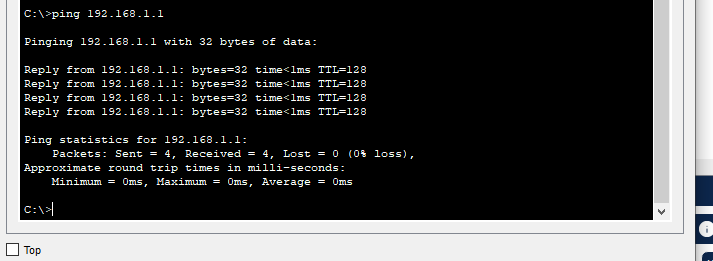 C:\>ping 192.168.1.1
Pinging 192.168.1.1 with 32 bytes of data:
Reply from 192.168.1.1: bytes=32 time<1ms TTL=128
Reply from 192.168.1.1: bytes=32 time<1ms TTL=128
Reply from 192.168.1.1: bytes=32 time<1ms TTL=128
Reply from 192.168.1.1: bytes=32 time<1ms TTL=128
Ping statistics for 192.168.1.1:
Packets: Sent = 4, Received = 4, Lost = 0 (0% loss),
Approximate round trip times in milli-seconds:
Minimum = 0ms, Maximum = 0ms, Average = 0ms
C:\>
Top